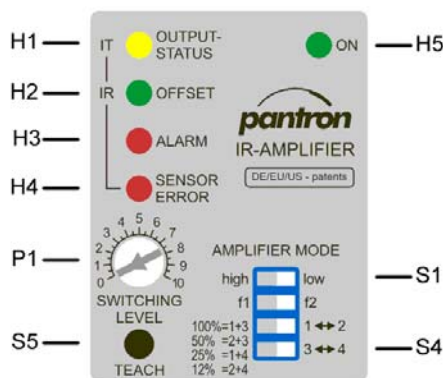 H1
IT
OUTPUT-
STATUS
ON
H5
H2
IR
OFFSET
H3
ALARM
pantron
IR-AMPLIFIER
H4
SENSOR
ERROR
DE/EU/US - patents
P1
0 1 2 3 4 5 6 7 8 9 10
SWITCHING
LEVEL
AMPLIFIER MODE
high low
S1
f1 f2
100% =1+3
1 ◂▸ 2
50% =2+3
25% =1+4
3 ◂▸ 4
12% =2+4
S4
S5
TEACH